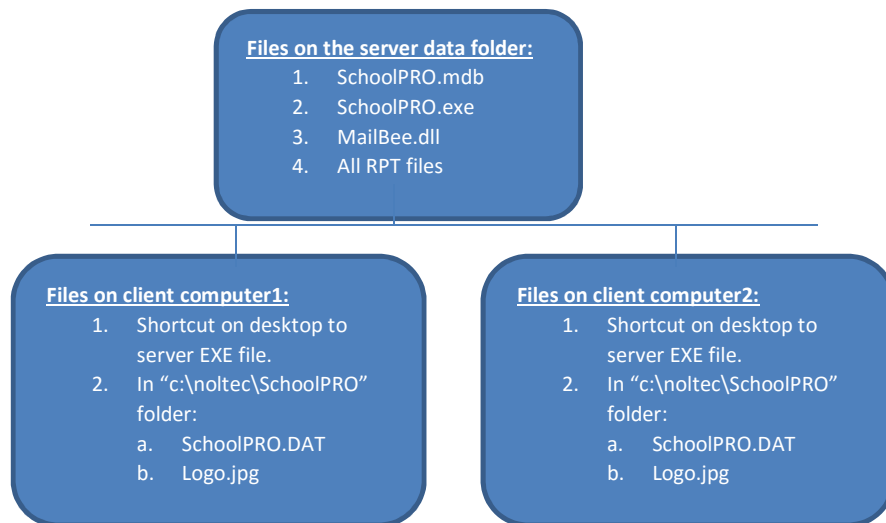 Files on the server data folder:
1. SchoolPRO.mdb
2. SchoolPRO.exe
3. MailBee.dll
4. All RPT files
Files on client computer1:
1. Shortcut on desktop to
server EXE file.
2. In “c:\noltec\SchoolPRO”
folder:
a. SchoolPRO.DAT
b. Logo.jpg
Files on client computer2:
1. Shortcut on desktop to
server EXE file.
2. In “c:\noltec\SchoolPRO”
folder:
a. SchoolPRO.DAT
b. Logo.jpg